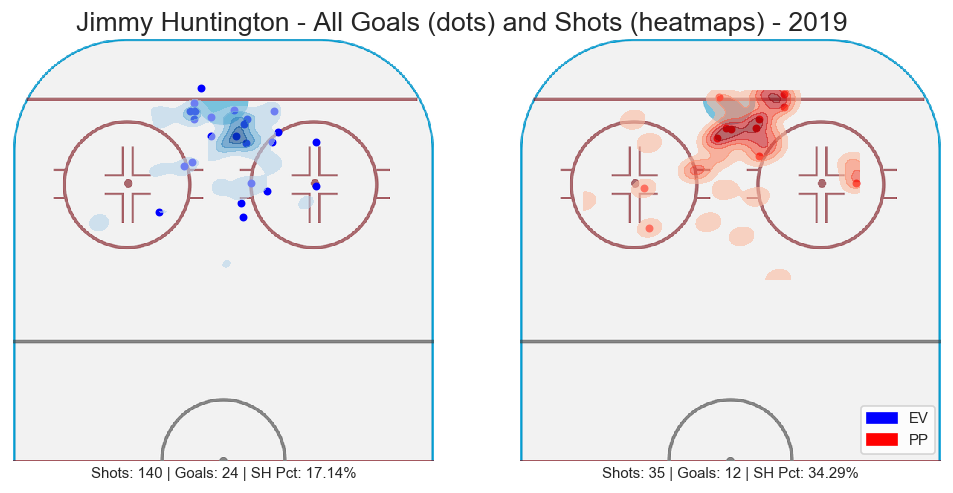 Jimmy Huntington - All Goals (dots) and Shots (heatmaps) - 2019
EV
PP
Shots: 140 | Goals: 24 | SH Pct: 17.14%
Shots: 35 | Goals: 12 | SH Pct: 34.29%